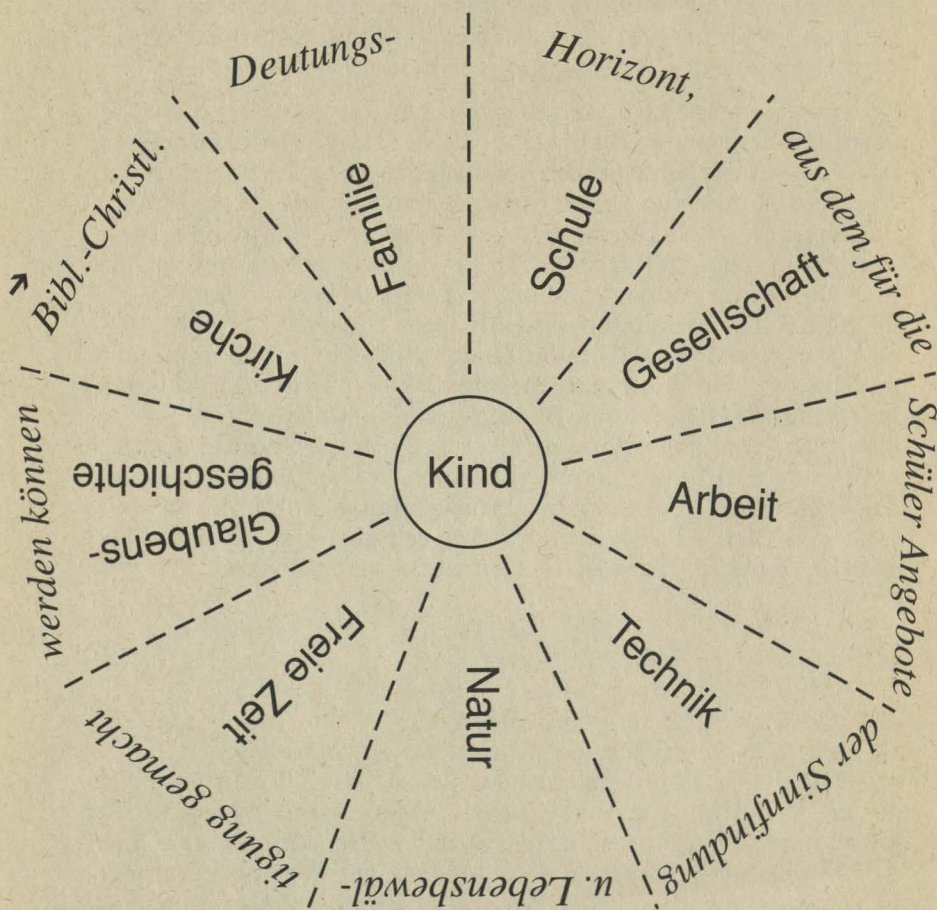 Bibl.-Christl.
Deutungs-
Horizont,
aus dem für die
Schüler Angebote
der Sinnfindung
u. Lebensbewäl-
tigung gemacht
werden können
Kind
Familie
Schule
Gesellschaft
Arbeit
Technik
Natur
Freie Zeit
Glaubens-
geschichte
Kirche